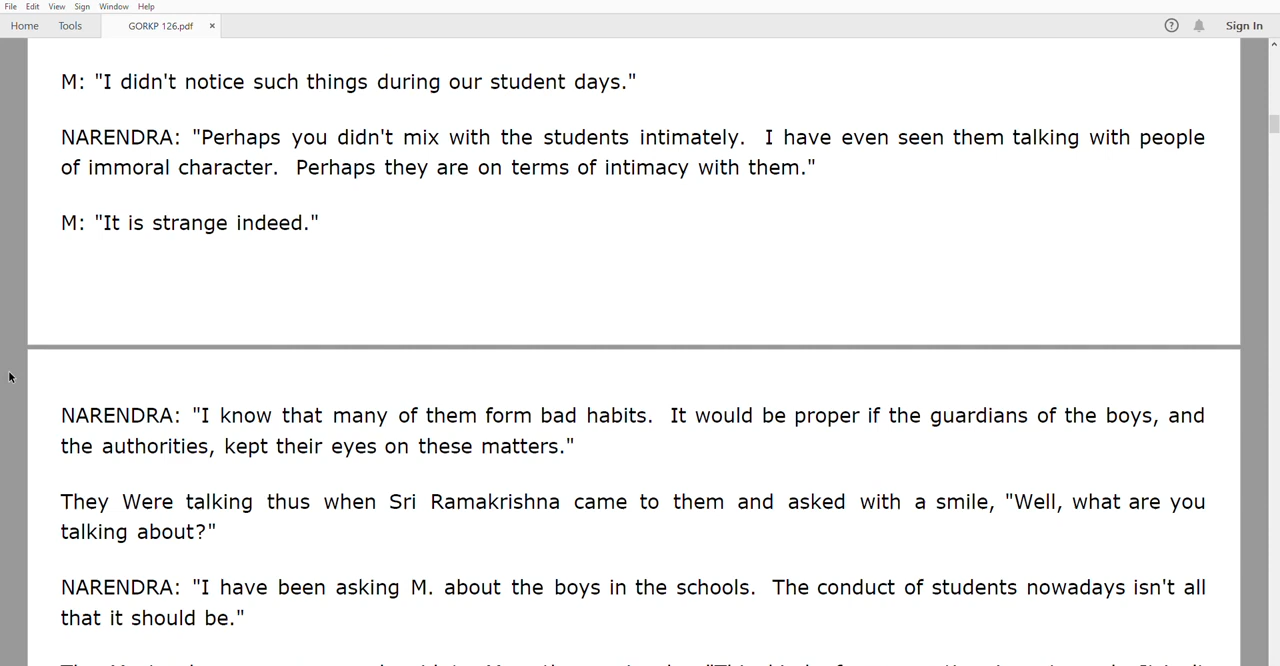 File Edit View Sign Window Help
Home Tools GORKP 126.pdf × ? Sign In
M: "I didn't notice such things during our student days."
NARENDRA: "Perhaps you didn't mix with the students intimately. I have even seen them talking with people
of immoral character. Perhaps they are on terms of intimacy with them."
M: "It is strange indeed."
NARENDRA: "I know that many of them form bad habits. It would be proper if the guardians of the boys, and
the authorities, kept their eyes on these matters."
They Were talking thus when Sri Ramakrishna came to them and asked with a smile, "Well, what are you
talking about?"
NARENDRA: "I have been asking M. about the boys in the schools. The conduct of students nowadays isn't all
that it should be."